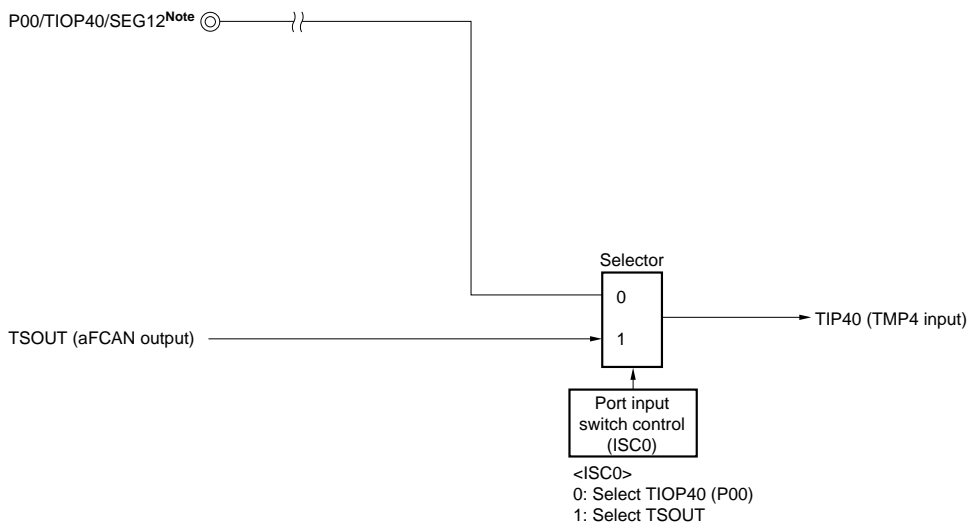 P00/TIOP40/SEG12Note
Selector
0
TIP40 (TMP4 input)
TSOUT (aFCAN output)
1
Port input
switch control
(ISC0)
<ISC0>
0: Select TIOP40 (P00)
1: Select TSOUT